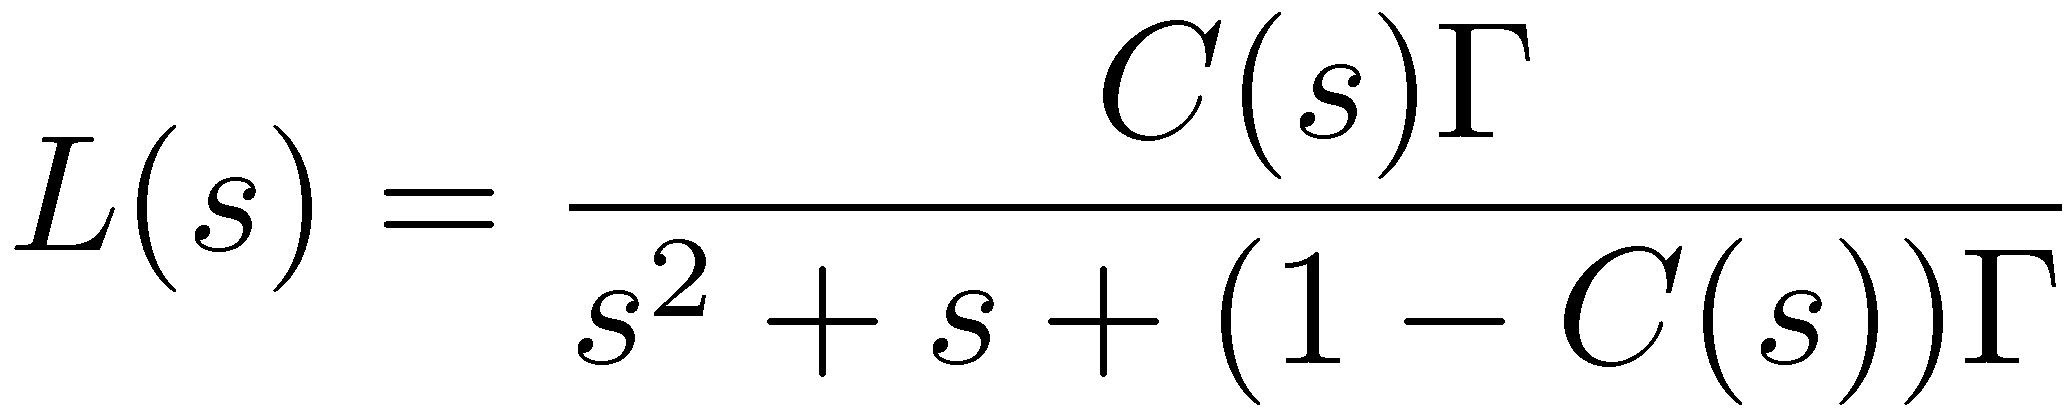 L(s) = \frac{C(s)\Gamma}{s^2 + s + (1 - C(s))\Gamma}